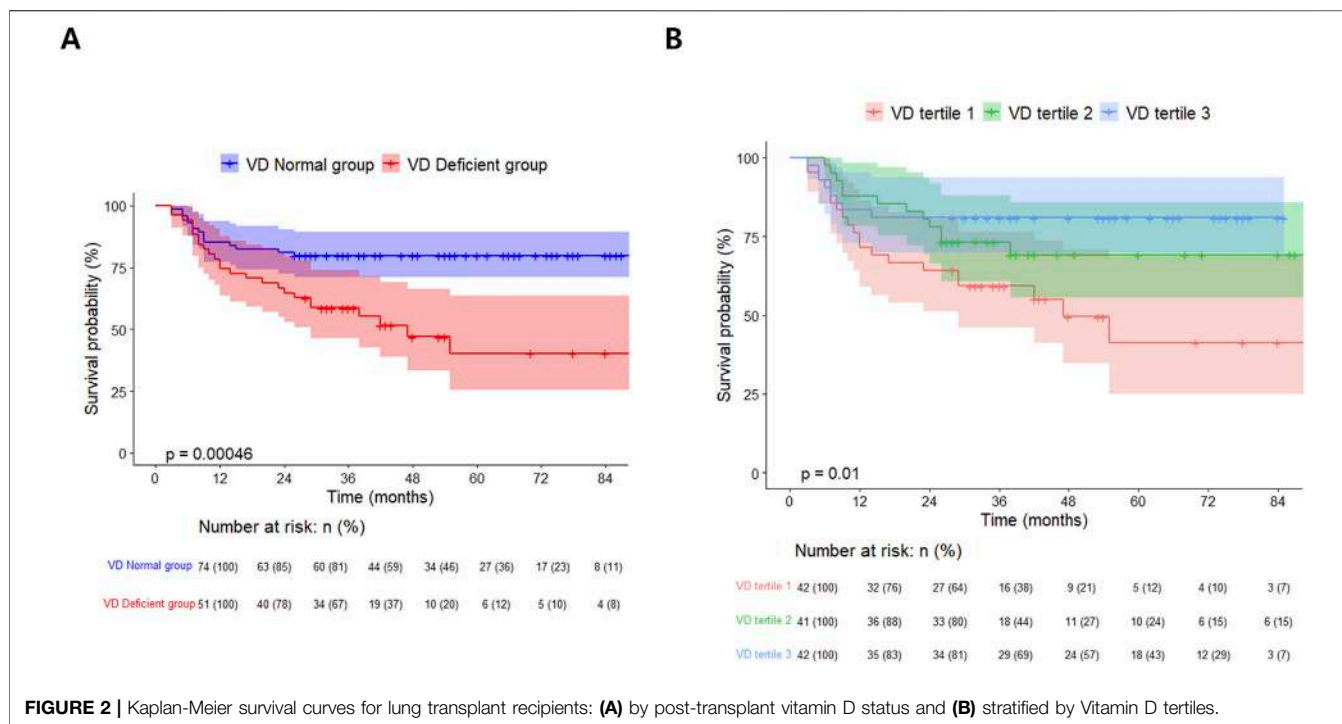 A
VD Normal group VD Deficient group
Survival probability (%)
100
75
50
25
0
p = 0.00046
0 12 24 36 48 60 72 84
Time (months)
Number at risk: n (%)
VD Normal group 74 (100) 63 (85) 60 (81) 44 (59) 34 (46) 27 (36) 17 (23) 8 (11)
VD Deficient group 51 (100) 40 (78) 34 (67) 19 (37) 10 (20) 6 (12) 5 (10) 4 (8)
B
VD tertile 1 VD tertile 2 VD tertile 3
Survival probability (%)
100
75
50
25
0
p = 0.01
0 12 24 36 48 60 72 84
Time (months)
Number at risk: n (%)
VD tertile 1 42 (100) 32 (76) 27 (64) 16 (38) 9 (21) 5 (12) 4 (10) 3 (7)
VD tertile 2 41 (100) 36 (88) 33 (80) 18 (44) 11 (27) 10 (24) 6 (15) 6 (15)
VD tertile 3 42 (100) 35 (83) 34 (81) 29 (69) 24 (57) 18 (43) 12 (29) 3 (7)
FIGURE 2 | Kaplan-Meier survival curves for lung transplant recipients: (A) by post-transplant vitamin D status and (B) stratified by Vitamin D tertiles.